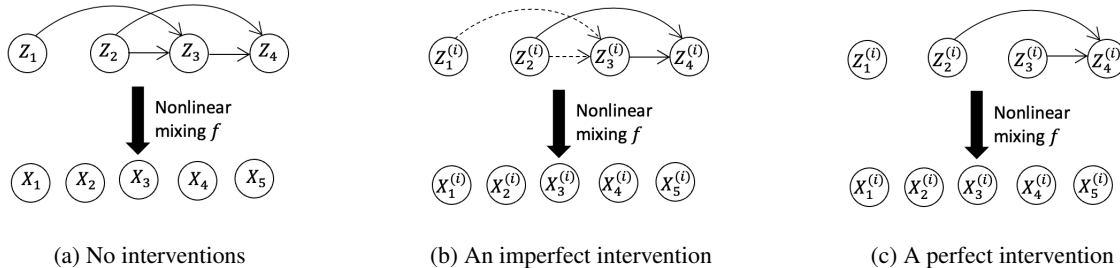 Z₁ Z₂ Z₃ Z₄
Nonlinear
mixing f
X₁ X₂ X₃ X₄ X₅
(a) No interventions
Z₁⁽ⁱ⁾ Z₂⁽ⁱ⁾ Z₃⁽ⁱ⁾ Z₄⁽ⁱ⁾
Nonlinear
mixing f
X₁⁽ⁱ⁾ X₂⁽ⁱ⁾ X₃⁽ⁱ⁾ X₄⁽ⁱ⁾ X₅⁽ⁱ⁾
(b) An imperfect intervention
Z₁⁽ⁱ⁾ Z₂⁽ⁱ⁾ Z₃⁽ⁱ⁾ Z₄⁽ⁱ⁾
Nonlinear
mixing f
X₁⁽ⁱ⁾ X₂⁽ⁱ⁾ X₃⁽ⁱ⁾ X₄⁽ⁱ⁾ X₅⁽ⁱ⁾
(c) A perfect intervention